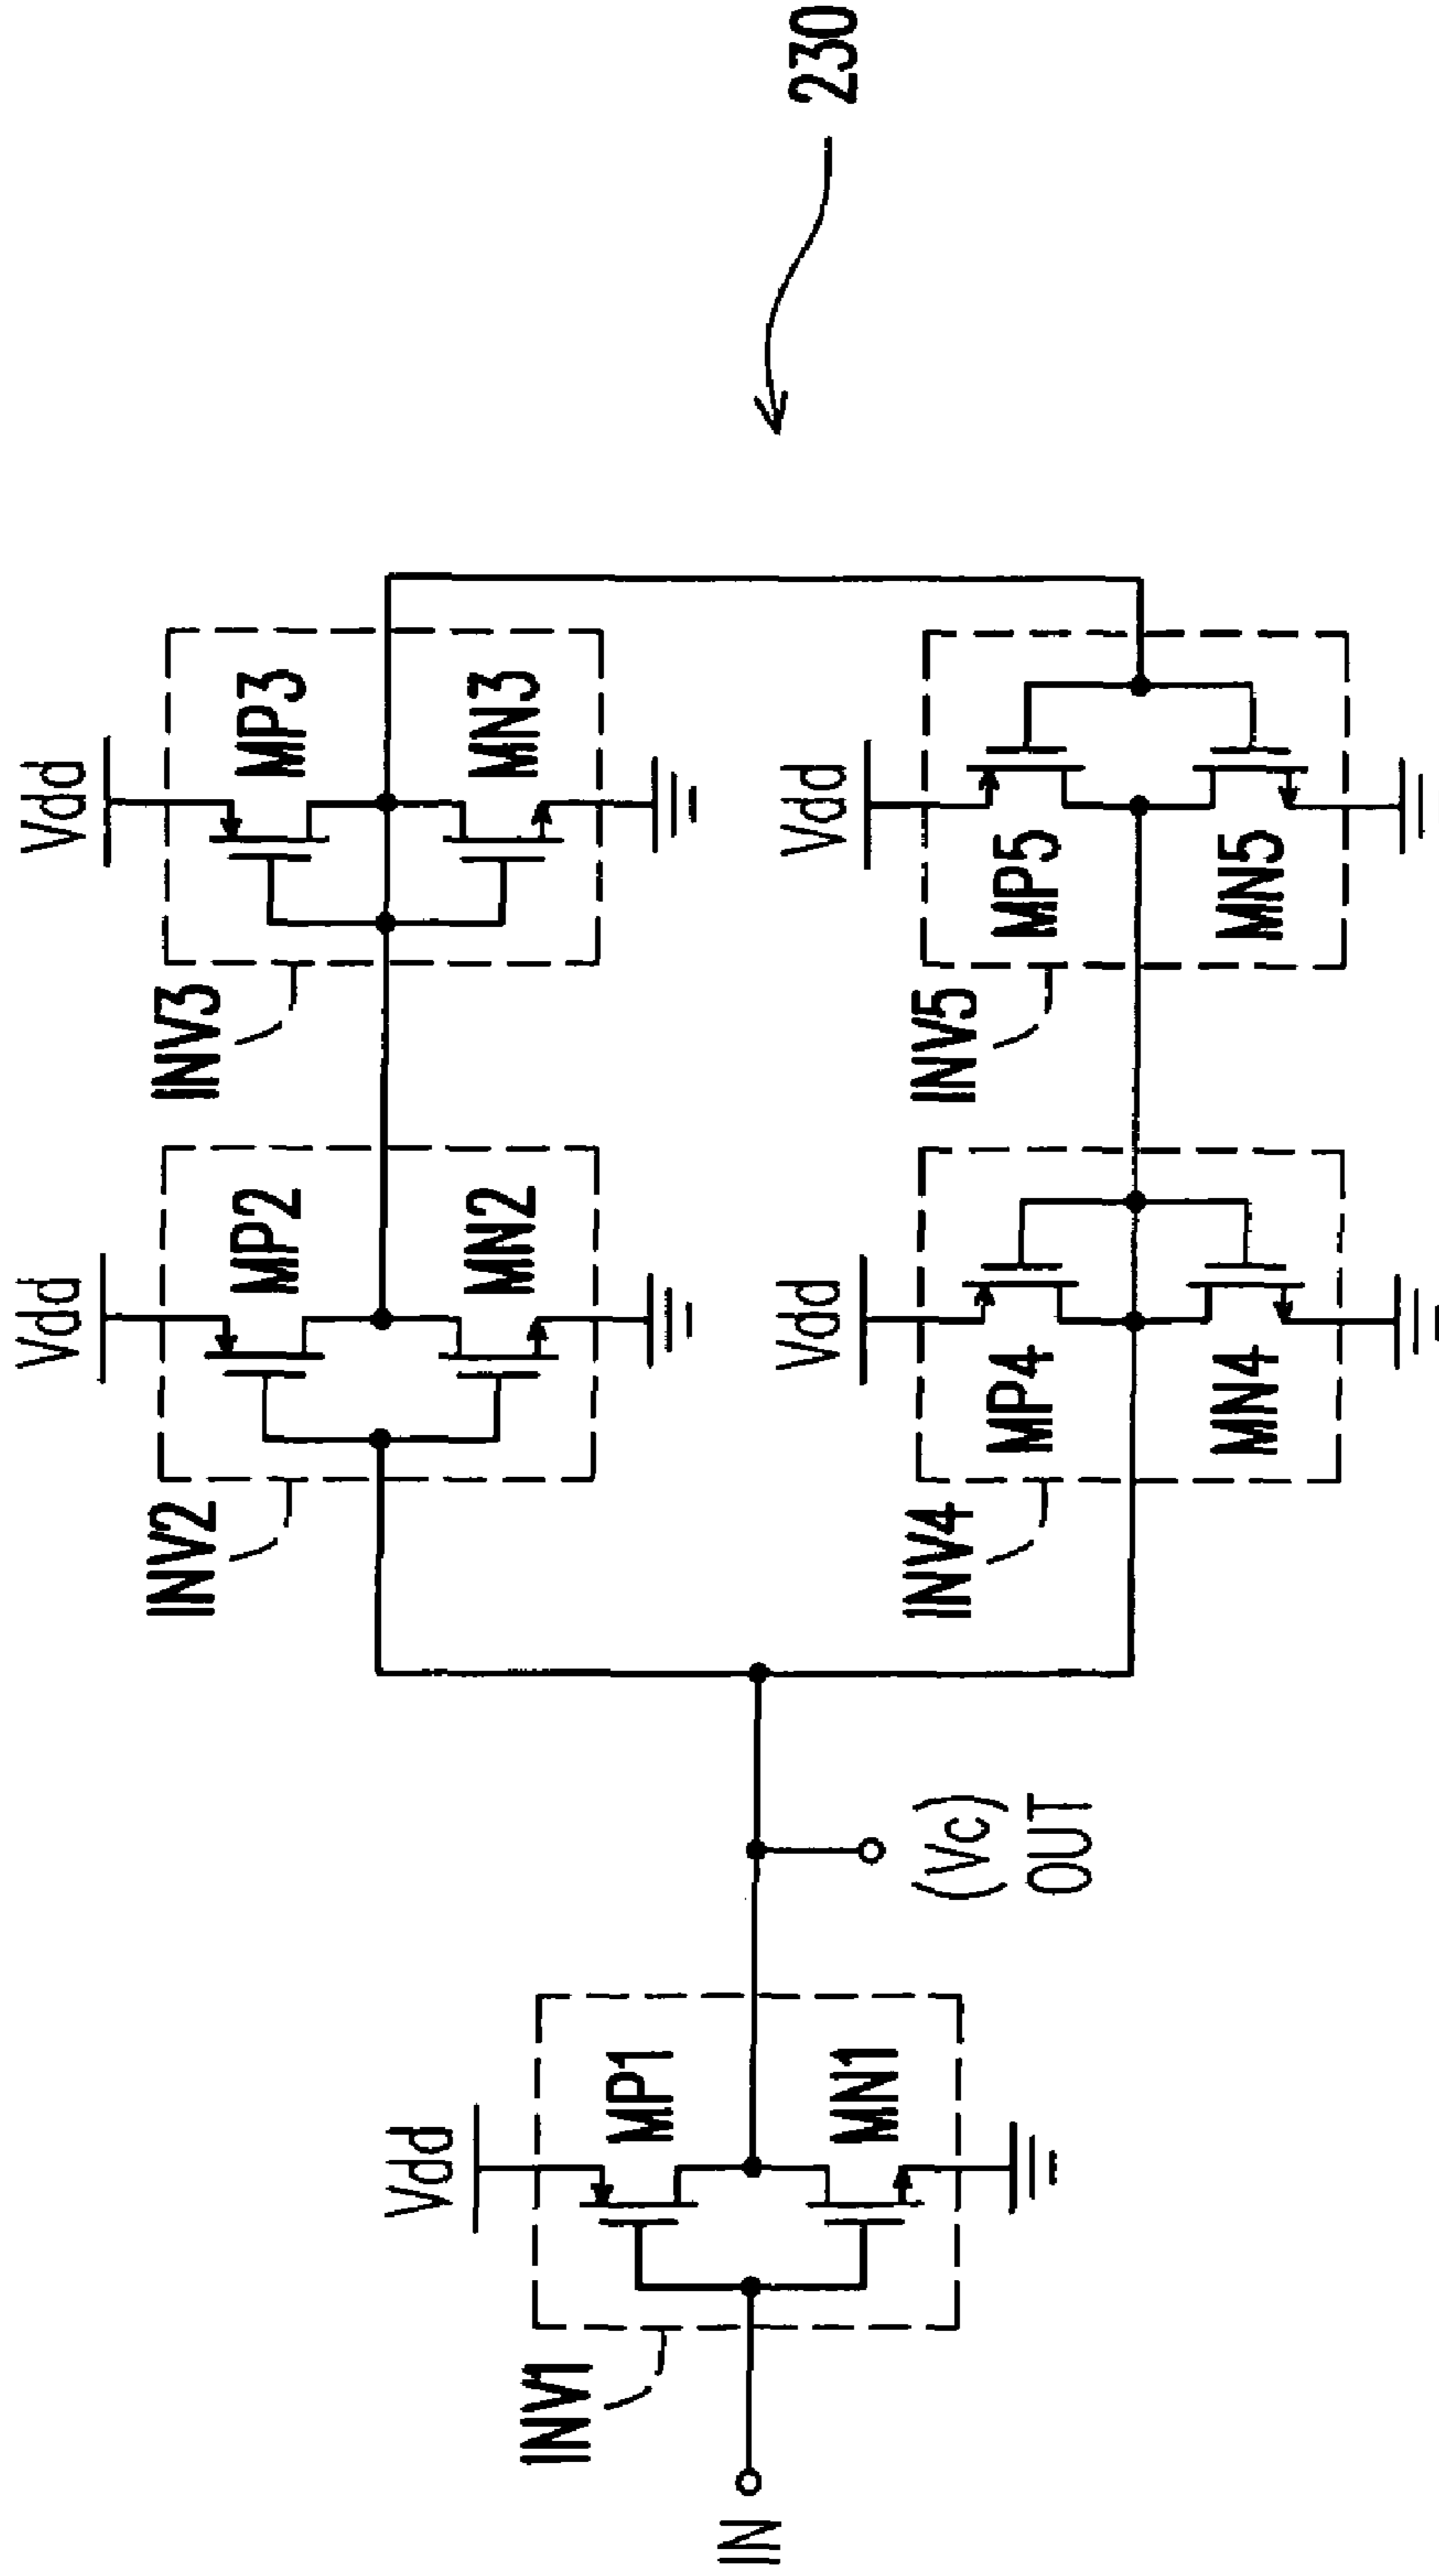 230
Vdd
Vdd
INV2
MP2
MN2
INV3
MP3
MN3
Vdd
INV1
MP1
MN1
IN
(Vc)
OUT
Vdd
Vdd
INV4
MP4
MN4
INV5
MP5
MN5